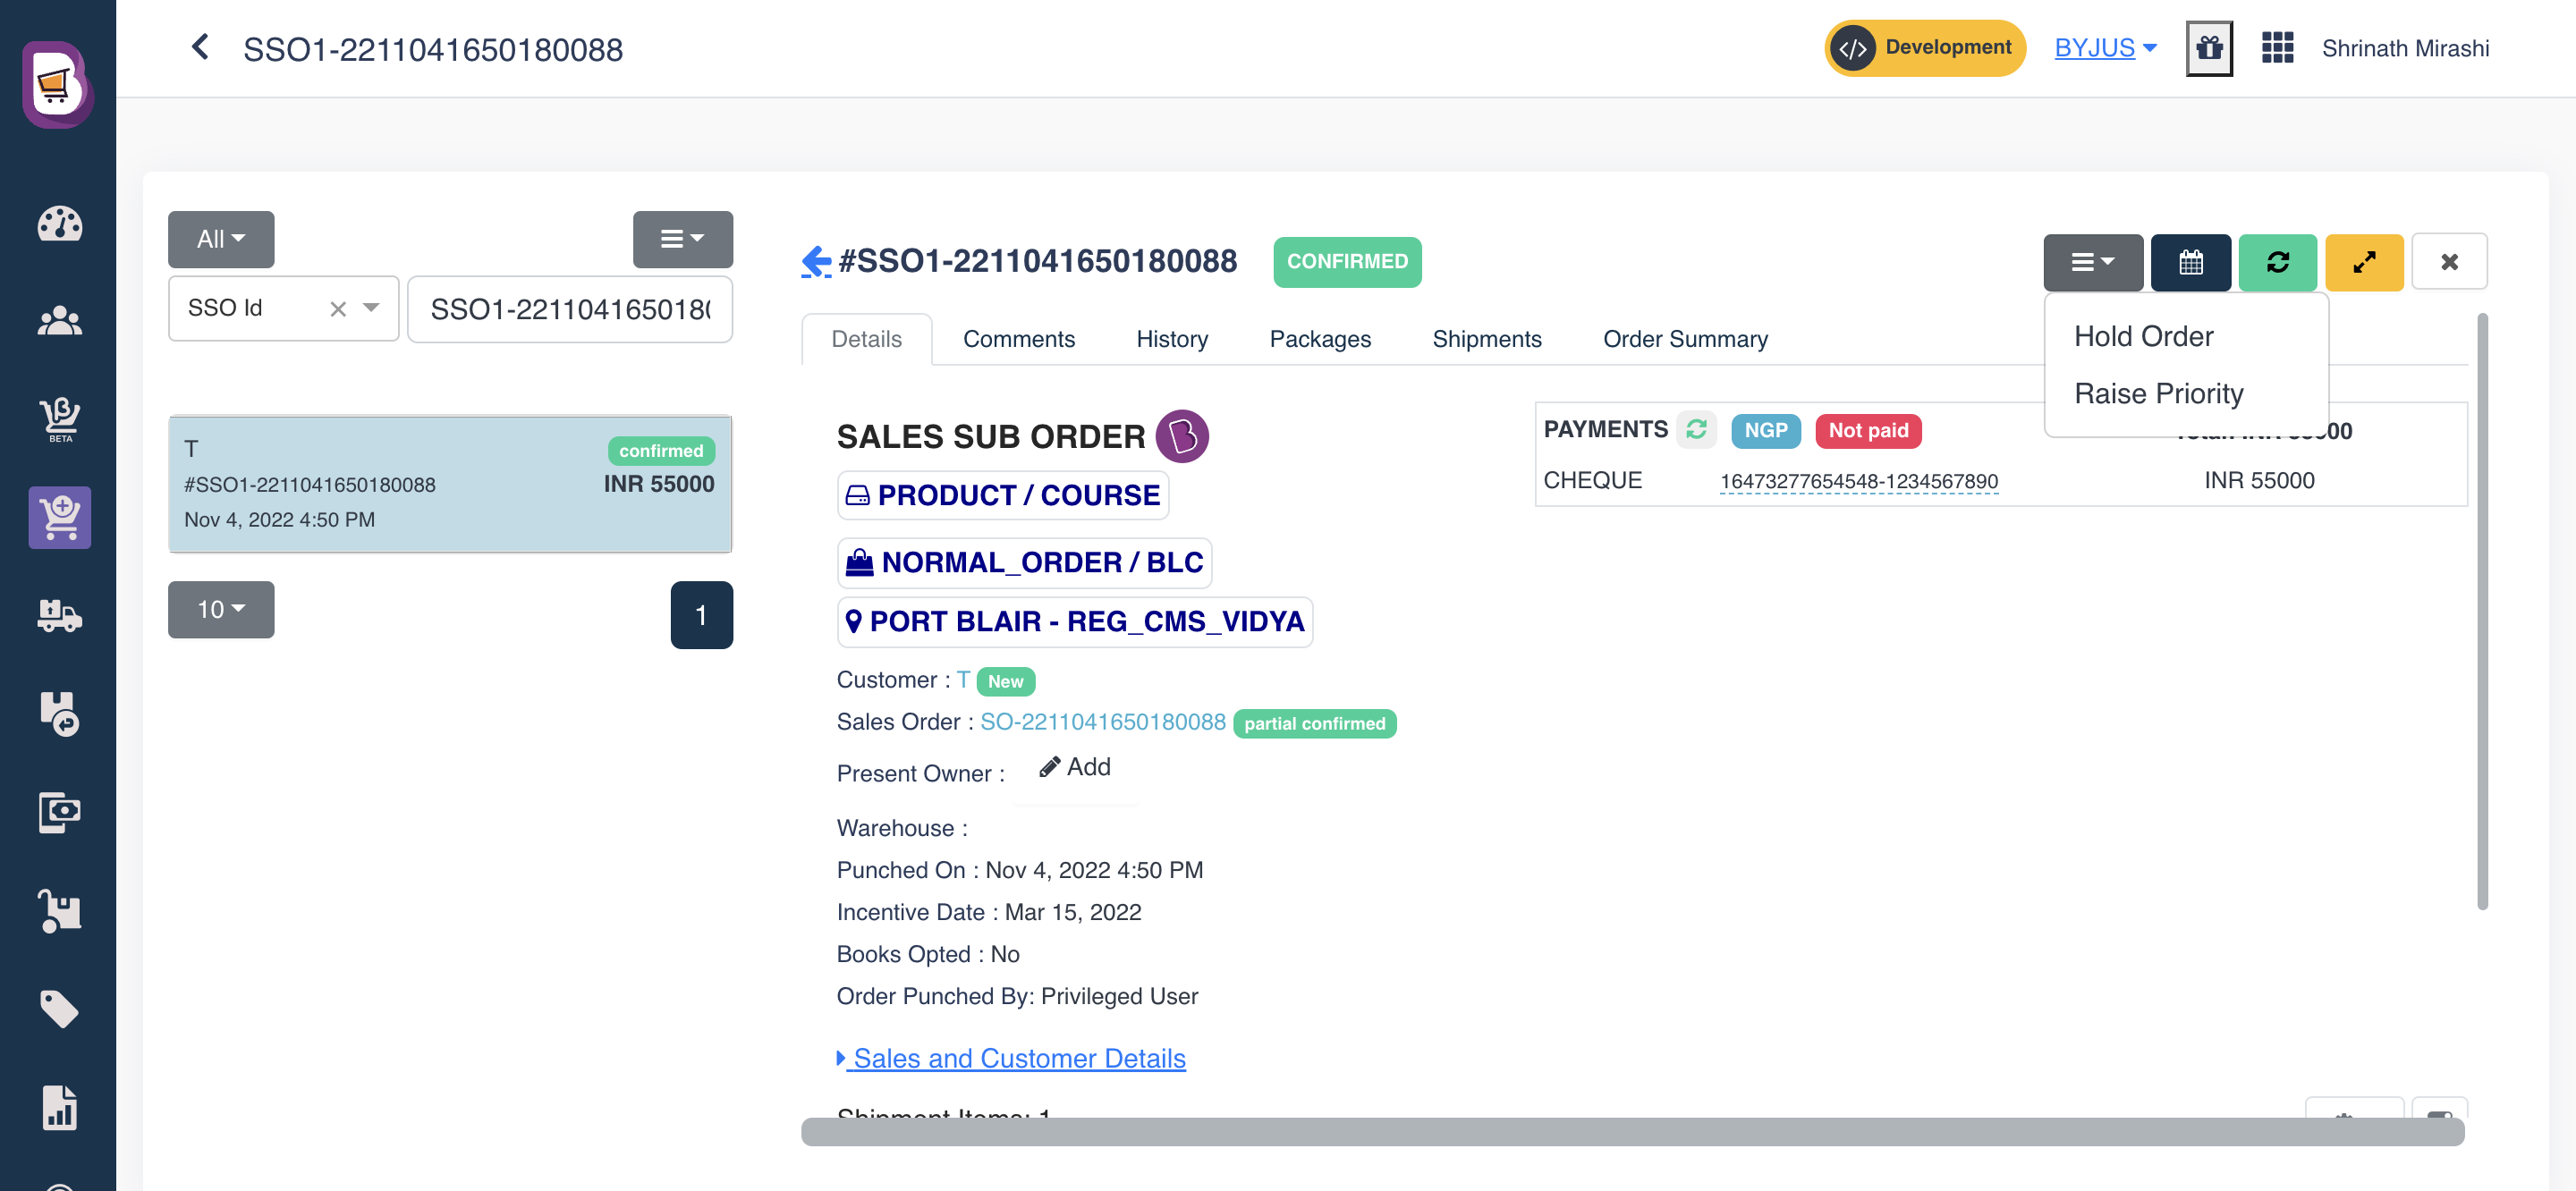 SSO1-2211041650180088
Development
BYJUS
Shrinath Mirashi
BETA
All
SSO Id
SSO1-221104165018
T
confirmed
#SSO1-2211041650180088
INR 55000
Nov 4, 2022 4:50 PM
10
1
#SSO1-2211041650180088
CONFIRMED
Hold Order
Raise Priority
Details
Comments
History
Packages
Shipments
Order Summary
SALES SUB ORDER
PRODUCT / COURSE
NORMAL_ORDER / BLC
PORT BLAIR - REG_CMS_VIDYA
Customer : T New
Sales Order : SO-2211041650180088 partial confirmed
Present Owner : Add
Warehouse :
Punched On : Nov 4, 2022 4:50 PM
Incentive Date : Mar 15, 2022
Books Opted : No
Order Punched By: Privileged User
Sales and Customer Details
Shipment Items: 1
PAYMENTS NGP Not paid Total: INR 55000
CHEQUE 16473277654548-1234567890 INR 55000